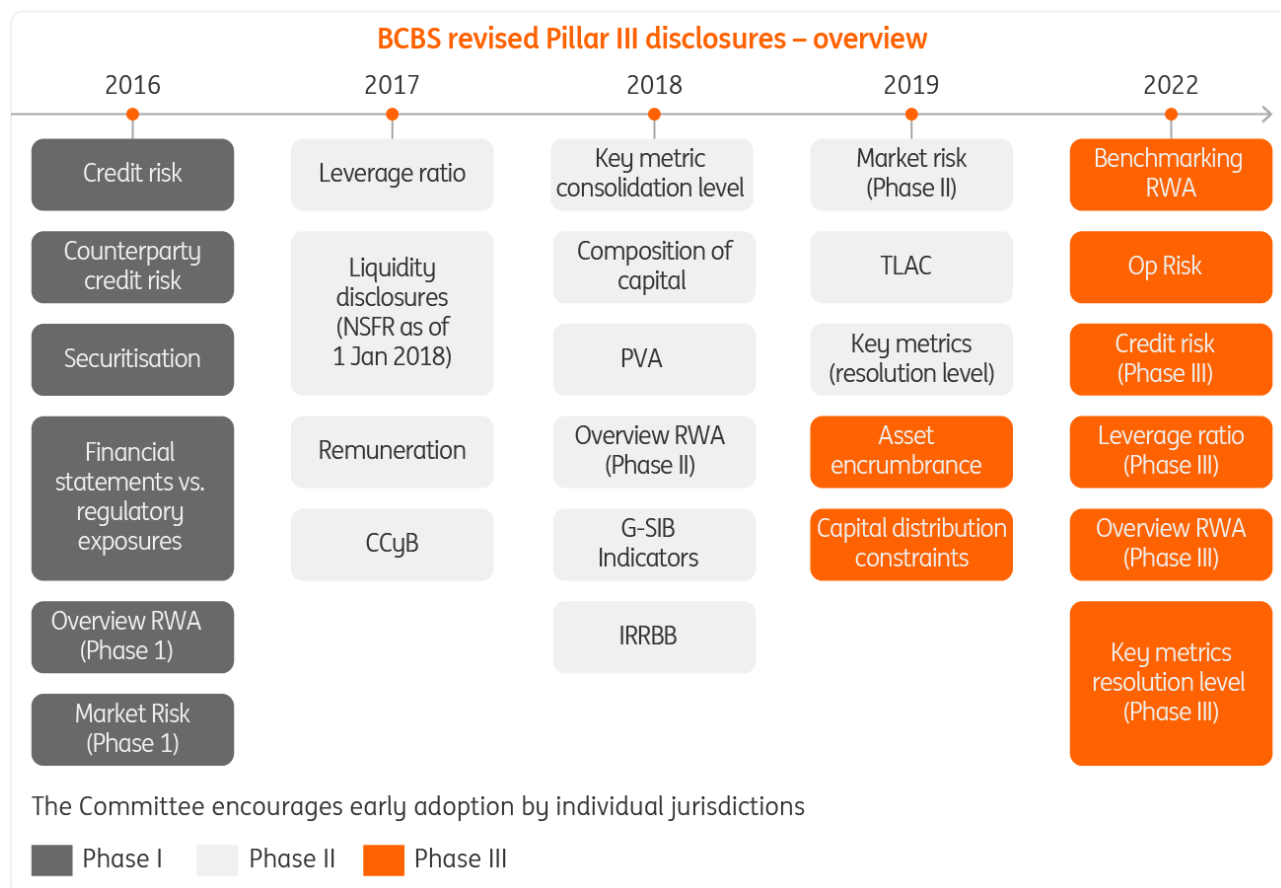 BCBS revised Pillar III disclosures – overview
2016
2017
2018
2019
2022
Credit risk
Counterparty
credit risk
Securitisation
Financial
statements vs.
regulatory
exposures
Overview RWA
(Phase 1)
Market Risk
(Phase 1)
Leverage ratio
Liquidity
disclosures
(NSFR as of
1 Jan 2018)
Remuneration
CCyB
Key metric
consolidation level
Composition of
capital
PVA
Overview RWA
(Phase II)
G-SIB
Indicators
IRRBB
Market risk
(Phase II)
TLAC
Key metrics
(resolution level)
Asset
encrumbrance
Capital distribution
constraints
Benchmarking
RWA
Op Risk
Credit risk
(Phase III)
Leverage ratio
(Phase III)
Overview RWA
(Phase III)
Key metrics
resolution level
(Phase III)
The Committee encourages early adoption by individual jurisdictions
Phase I
Phase II
Phase III